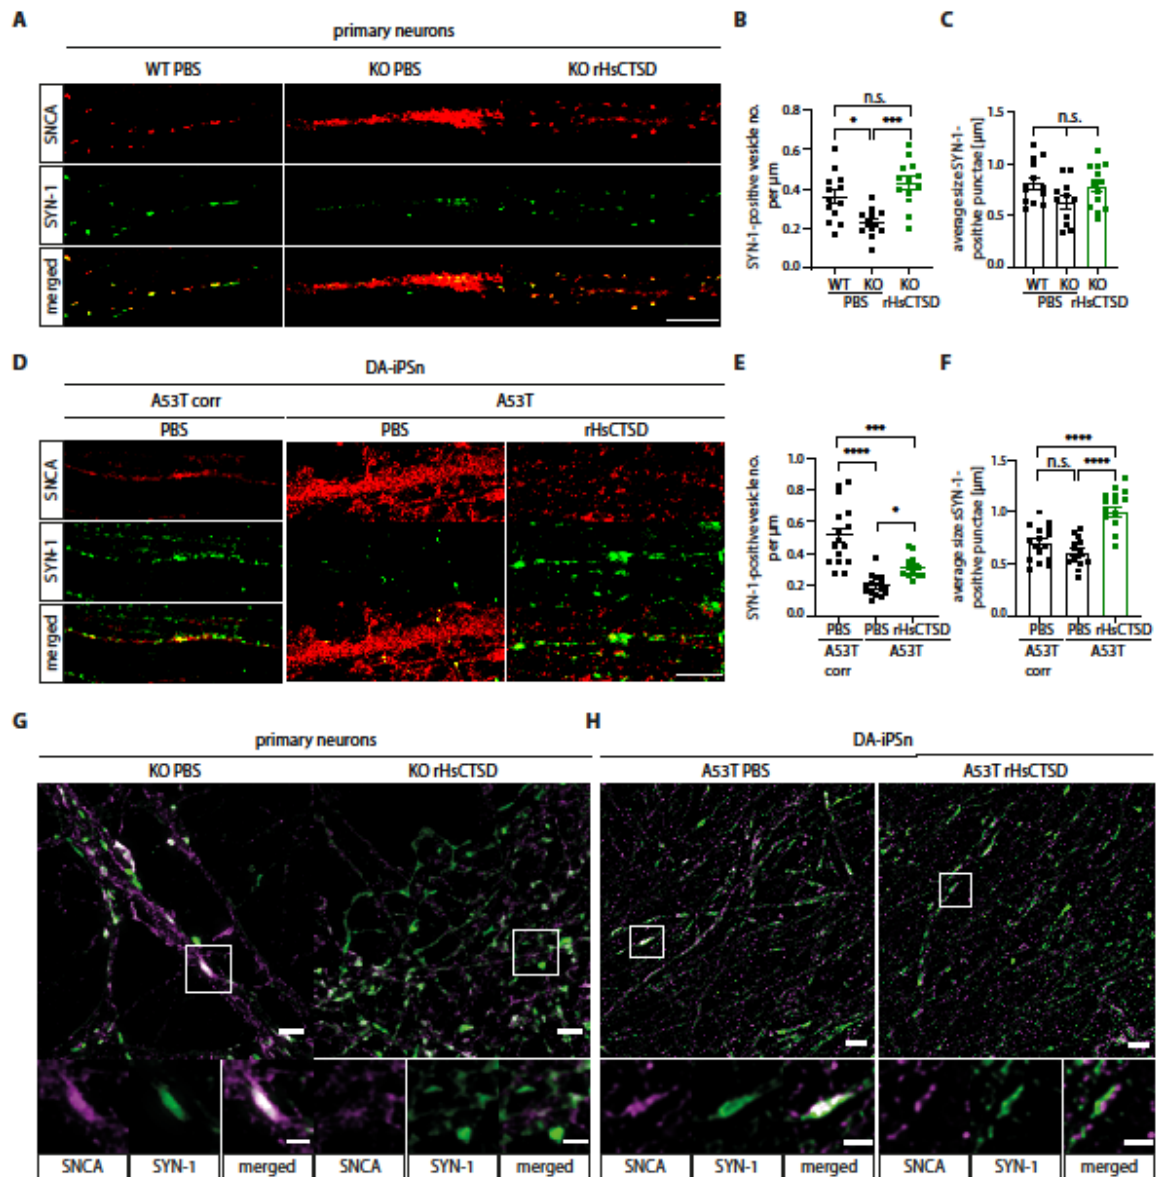 A
primary neurons
WT PBS
KO PBS
KO rHsCTSD
SNCA
SYN-1
merged
B
SYN-1-positive vesicle no.
per µm
0.8
0.6
0.4
0.2
0.0
n.s.
*
***
WT KO KO
PBS rHsCTSD
C
average size SYN-1-
positive punctae [µm]
1.5
1.0
0.5
0.0
n.s.
WT KO KO
PBS rHsCTSD
D
DA-iPSn
A53T corr
A53T
PBS
PBS
rHsCTSD
SNCA
SYN-1
merged
E
SYN-1-positive vesicle no.
per µm
1.0
0.8
0.6
0.4
0.2
0.0
***
****
*
PBS PBS rHsCTSD
A53T A53T
corr
F
average size sSYN-1-
positive punctae [µm]
1.5
1.0
0.5
0.0
****
n.s. ****
PBS PBS rHsCTSD
A53T A53T
corr
G
primary neurons
KO PBS
KO rHsCTSD
SNCA SYN-1 merged SNCA SYN-1 merged
H
DA-iPSn
A53T PBS
A53T rHsCTSD
SNCA SYN-1 merged SNCA SYN-1 merged